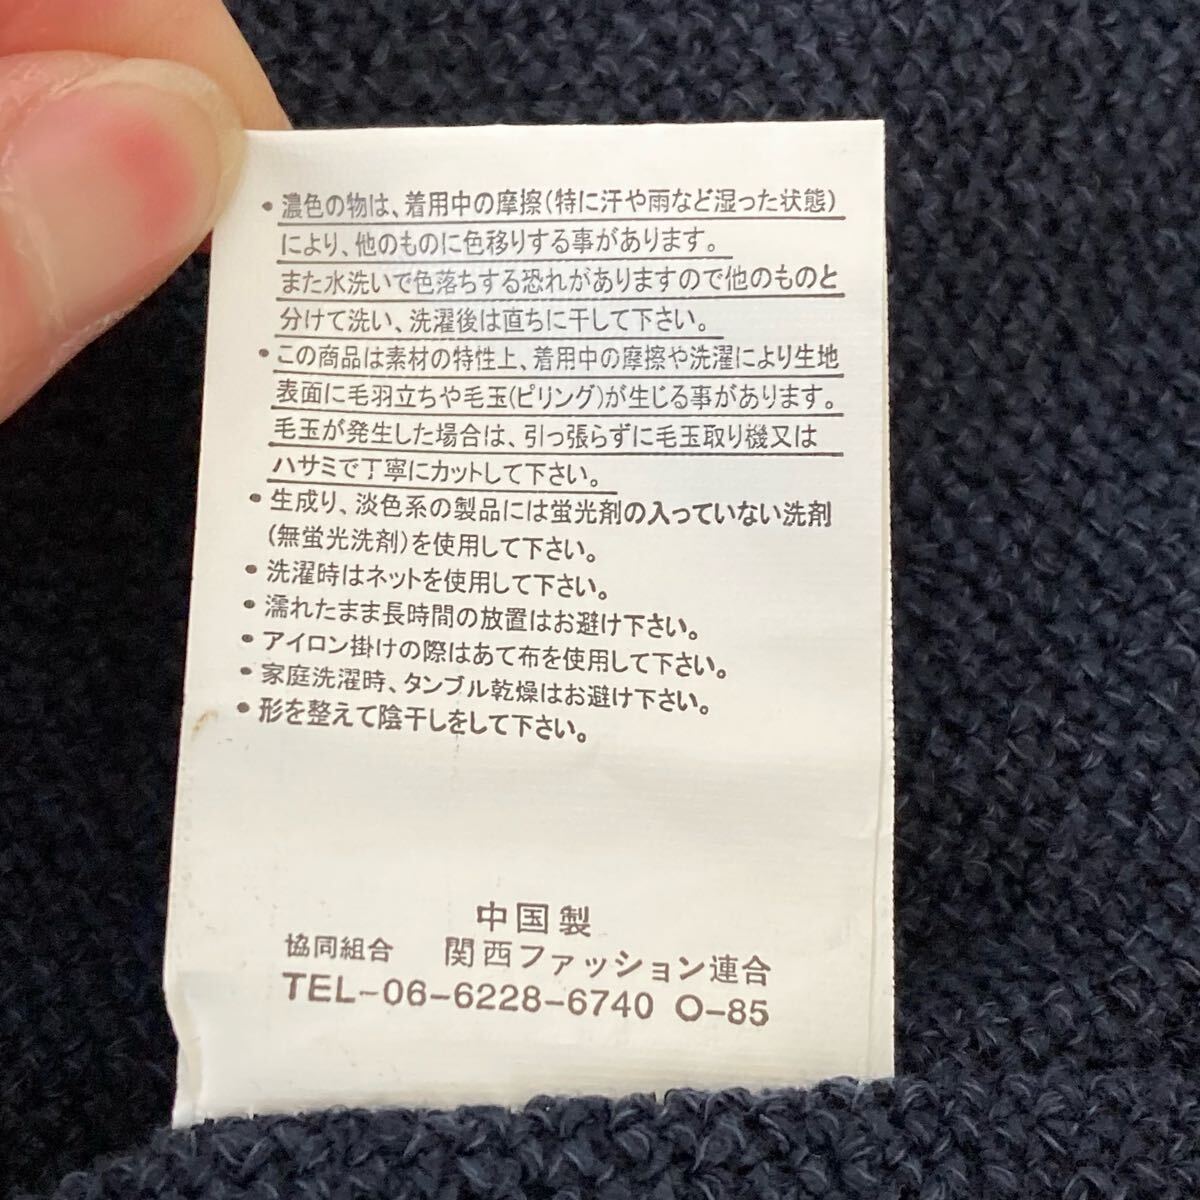 ・濃色の物は、着用中の摩擦(特に汗や雨など湿った状態)
により、他のものに色移りする事があります。
また水洗いで色落ちする恐れがありますので他のものと
分けて洗い、洗濯後は直ちに干して下さい。
・この商品は素材の特性上、着用中の摩擦や洗濯により生地
表面に毛羽立ちや毛玉(ピリング)が生じる事があります。
毛玉が発生した場合は、引っ張らずに毛玉取り機又は
ハサミで丁寧にカットして下さい。
・生成り、淡色系の製品には蛍光剤の入っていない洗剤
(無蛍光洗剤)を使用して下さい。
・洗濯時はネットを使用して下さい。
・濡れたまま長時間の放置はお避け下さい。
・アイロン掛けの際はあて布を使用して下さい。
・家庭洗濯時、タンブル乾燥はお避け下さい。
・形を整えて陰干しをして下さい。
中国製
協同組合 関西ファッション連合
TEL-06-6228-6740 O-85